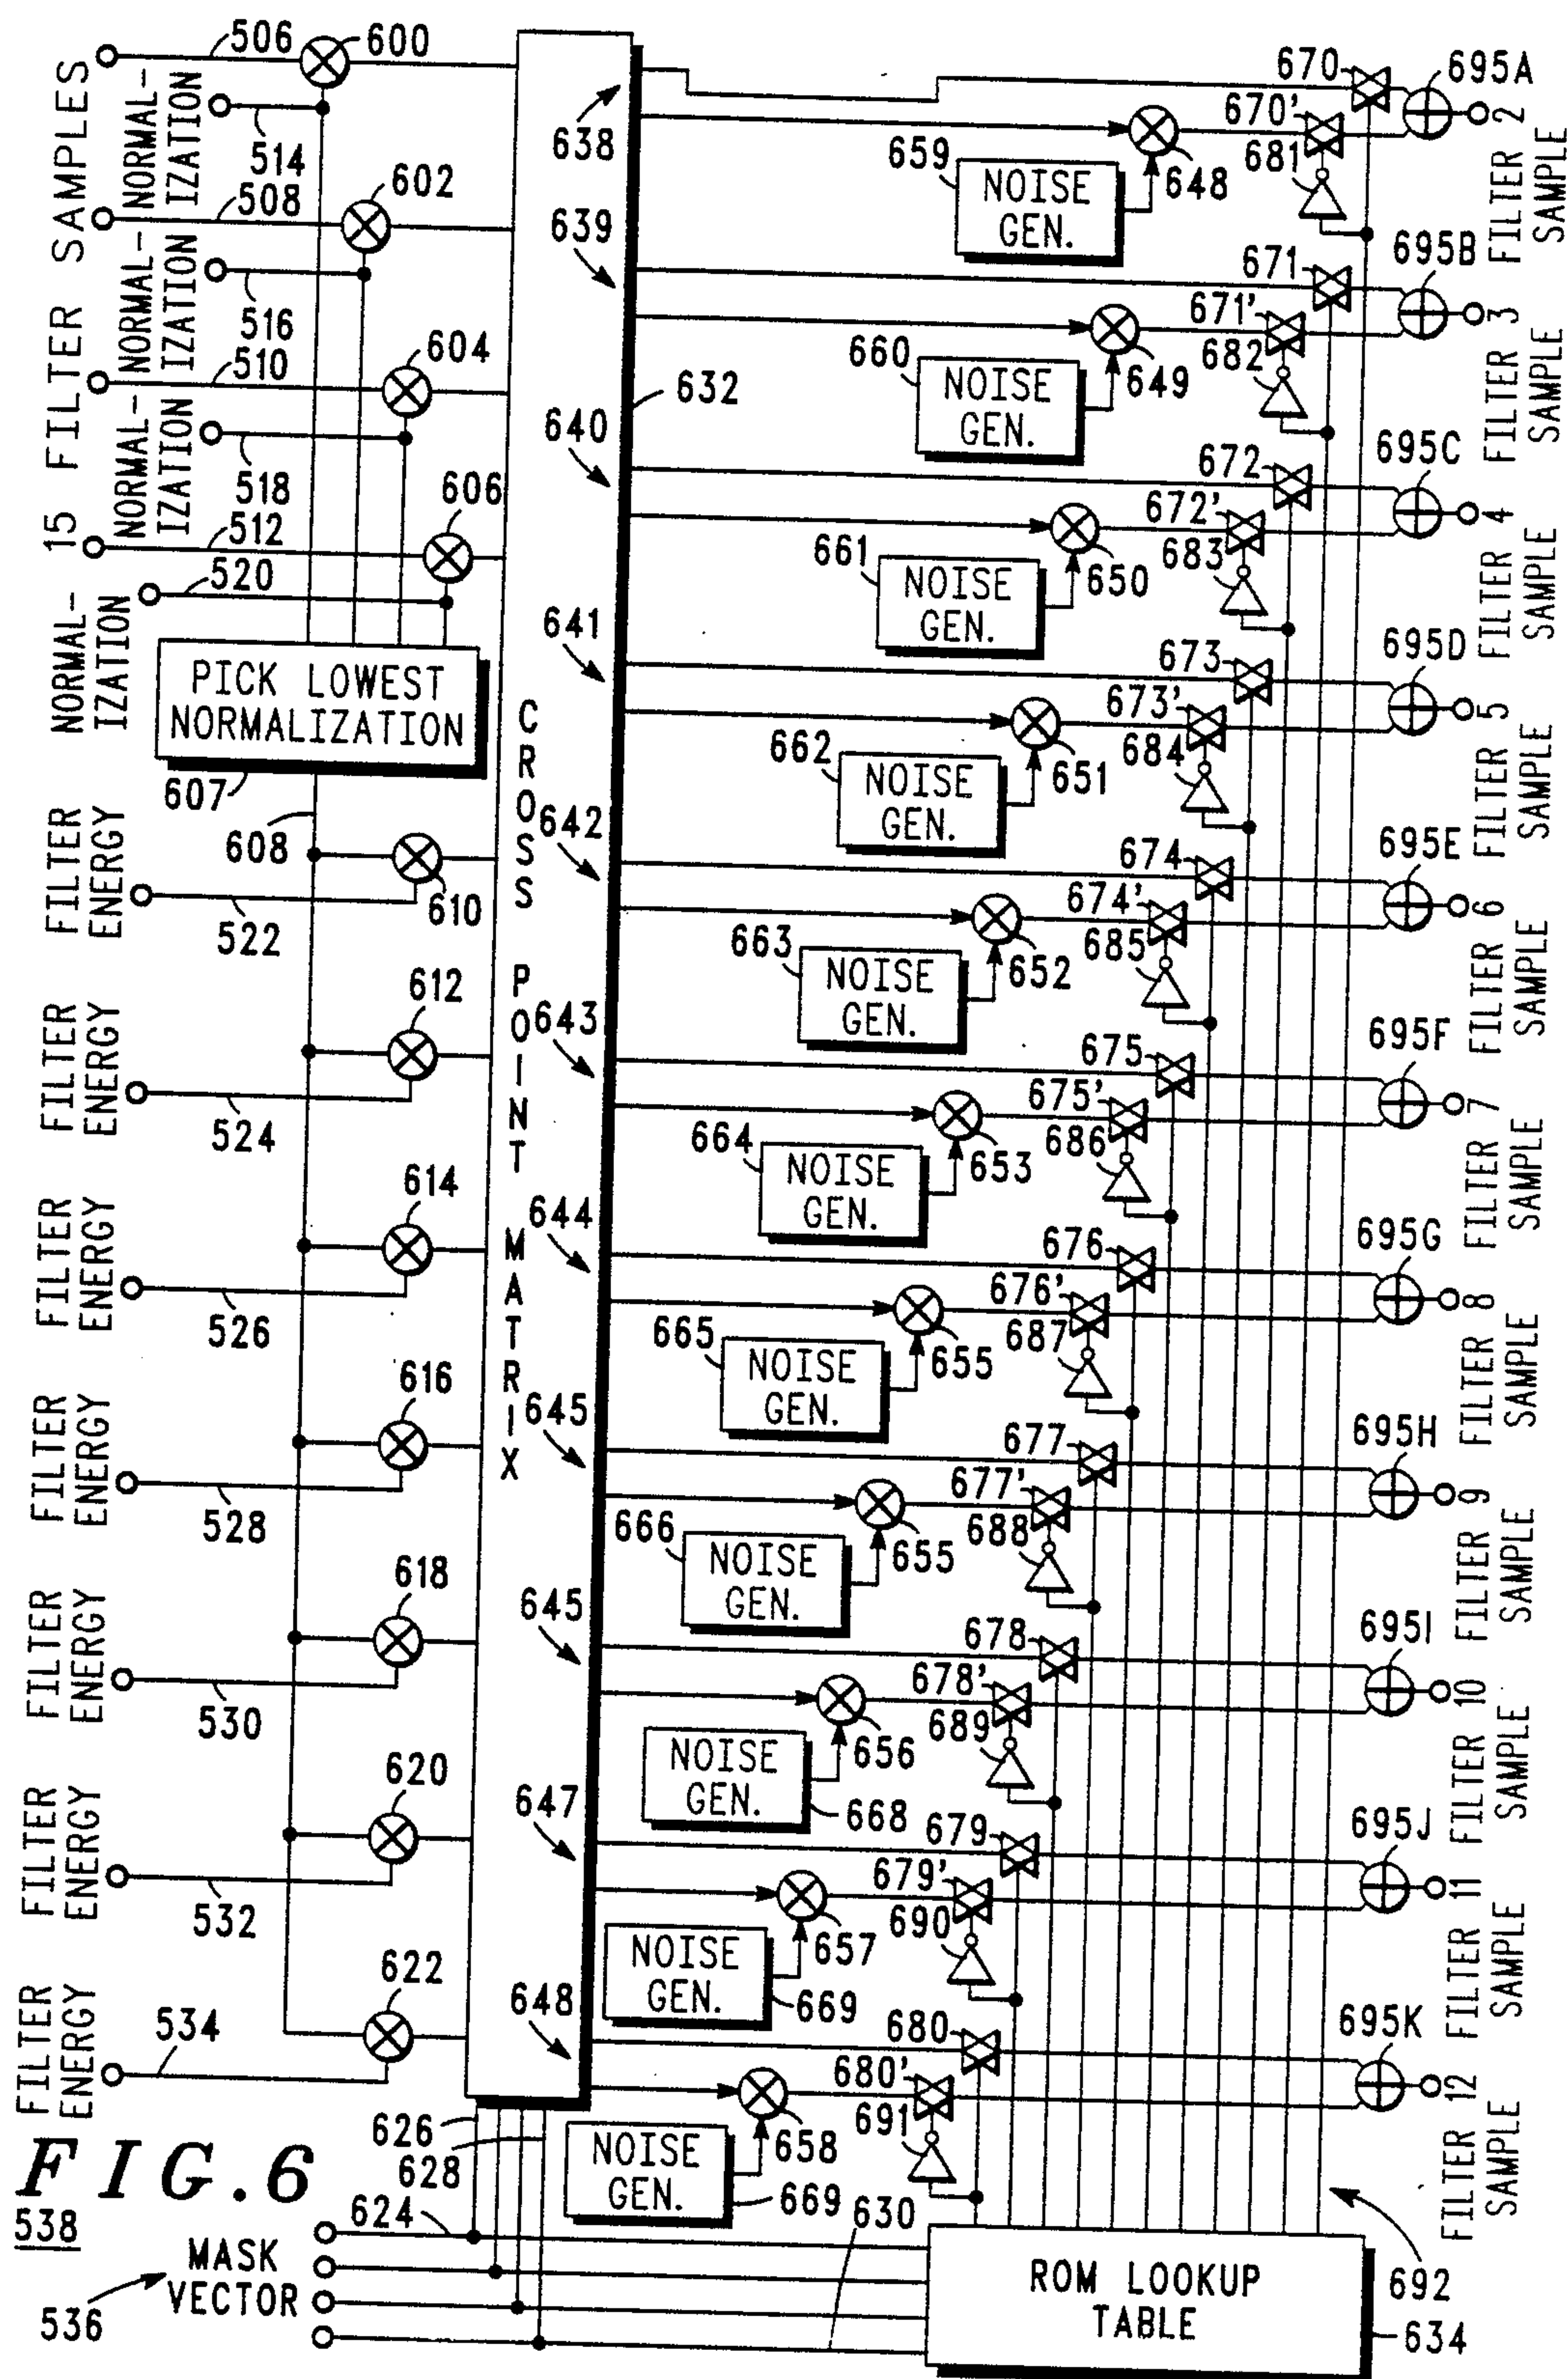 506
600
15 FILTER SAMPLES
NORMAL-
IZATION
514
508
602
NORMAL-
IZATION
516
510
604
NORMAL-
IZATION
518
512
606
520
NORMAL-
IZATION
PICK LOWEST
NORMALIZATION
607
608
610
FILTER
ENERGY
522
612
FILTER
ENERGY
524
614
FILTER
ENERGY
526
616
FILTER
ENERGY
528
618
FILTER
ENERGY
530
620
FILTER
ENERGY
532
622
FILTER
ENERGY
534
CROSS POINT MATRIX
632
638
659
NOISE
GEN.
648
670
670'
681
695A
FILTER 2
SAMPLE
639
660
NOISE
GEN.
649
671
671'
682
695B
FILTER 3
SAMPLE
640
661
NOISE
GEN.
650
672
672'
683
695C
FILTER 4
SAMPLE
641
662
NOISE
GEN.
651
673
673'
684
695D
FILTER 5
SAMPLE
642
663
NOISE
GEN.
652
674
674'
685
695E
FILTER 6
SAMPLE
643
664
NOISE
GEN.
653
675
675'
686
695F
FILTER 7
SAMPLE
644
665
NOISE
GEN.
655
676
676'
687
695G
FILTER 8
SAMPLE
645
666
NOISE
GEN.
655
677
677'
688
695H
FILTER 9
SAMPLE
645
NOISE
GEN.
668
656
678
678'
689
695I
FILTER 10
SAMPLE
647
NOISE
GEN.
669
657
679
679'
690
695J
FILTER 11
SAMPLE
648
NOISE
GEN.
669
658
680
680'
691
695K
FILTER 12
SAMPLE
626
628
FIG.6
538
624
630
MASK
VECTOR
536
ROM LOOKUP
TABLE
692
634